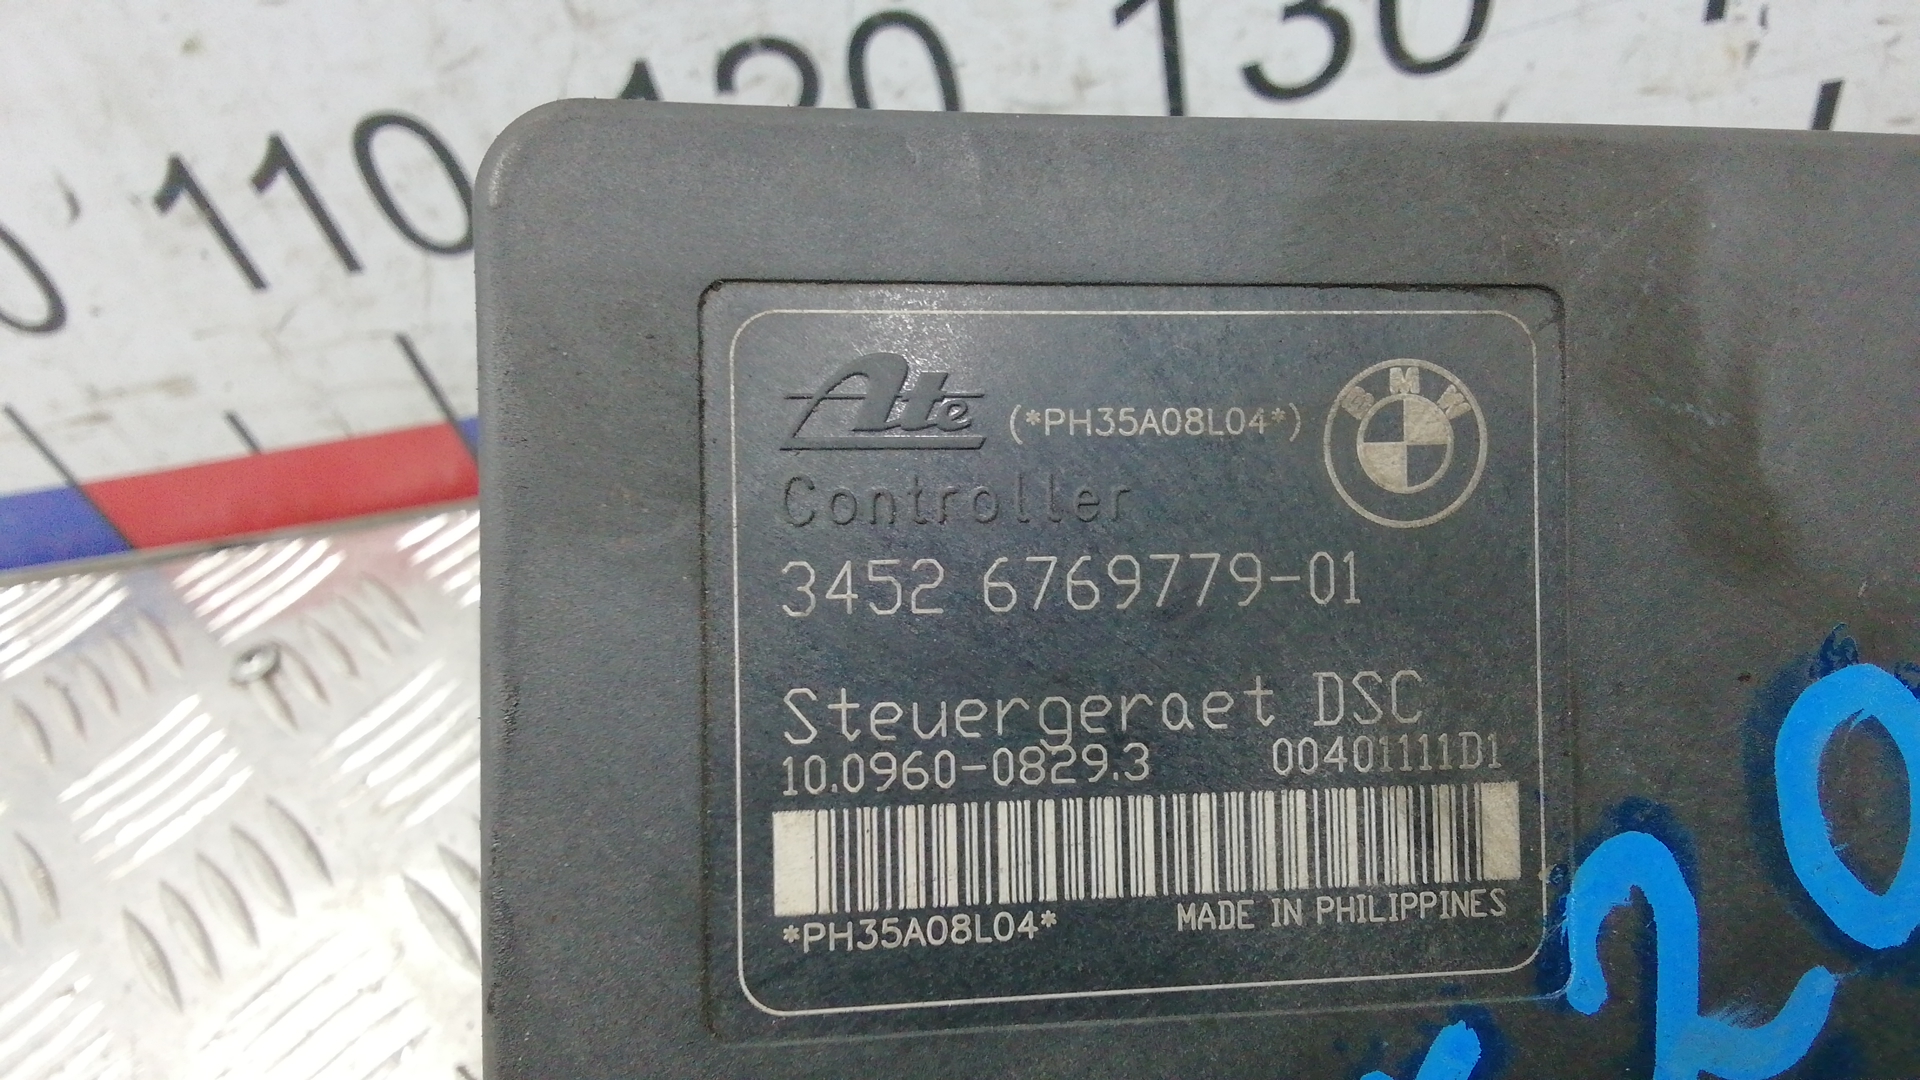 110 120 130
Ate (*PH35A08L04*) BMW
Controller
3452 6769779-01
Steuergeraet DSC
10.0960-0829.3 00401111D1
*PH35A08L04* MADE IN PHILIPPINES
20